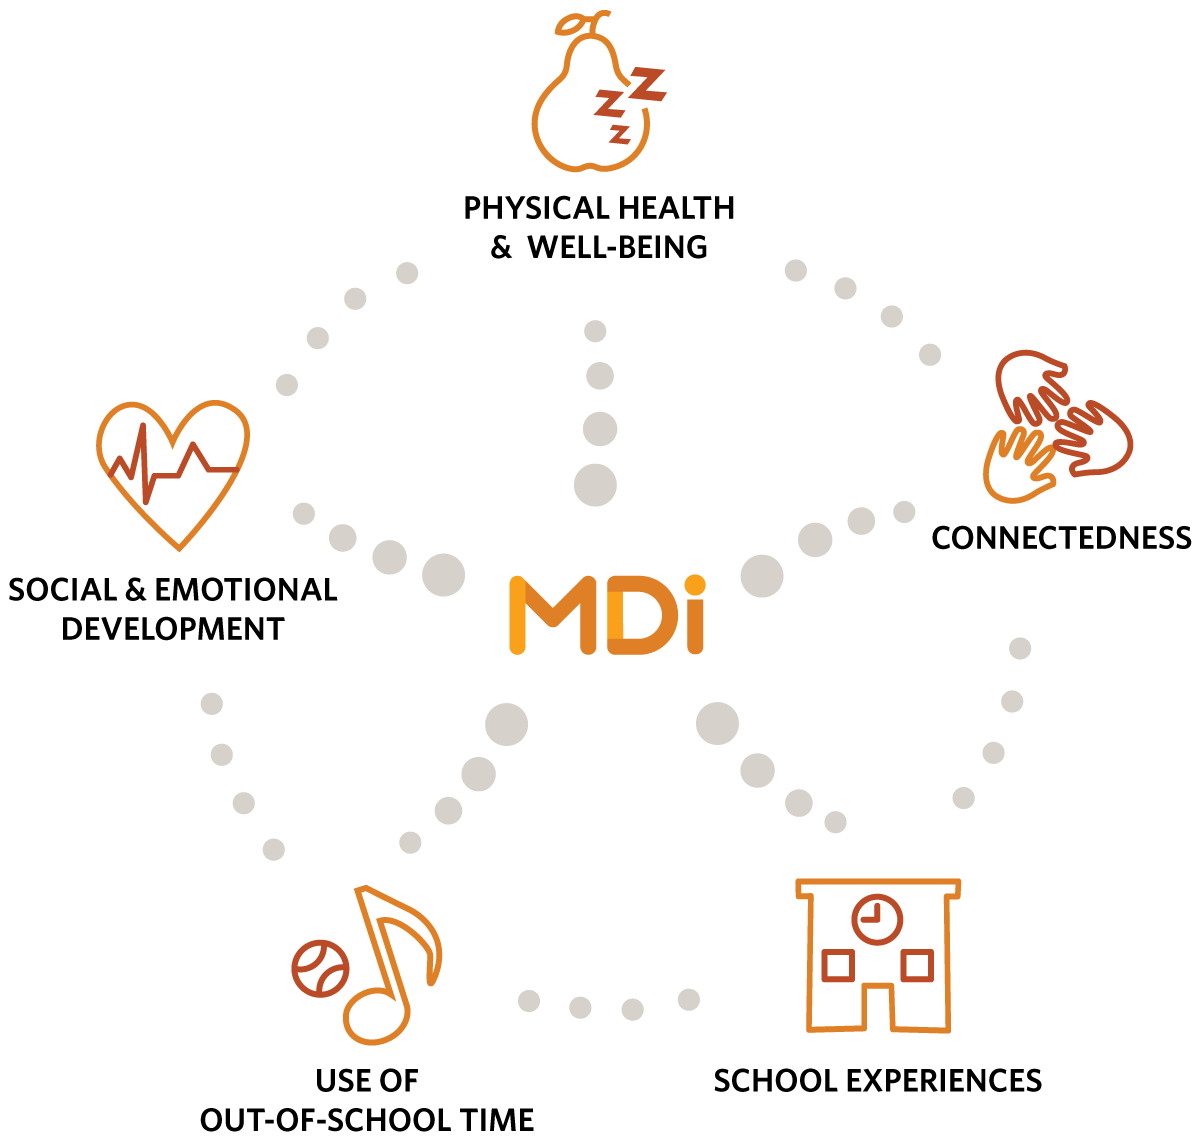 Z
Z
Z
PHYSICAL HEALTH
& WELL-BEING
CONNECTEDNESS
SOCIAL & EMOTIONAL
DEVELOPMENT
MDi
USE OF
OUT-OF-SCHOOL TIME
SCHOOL EXPERIENCES